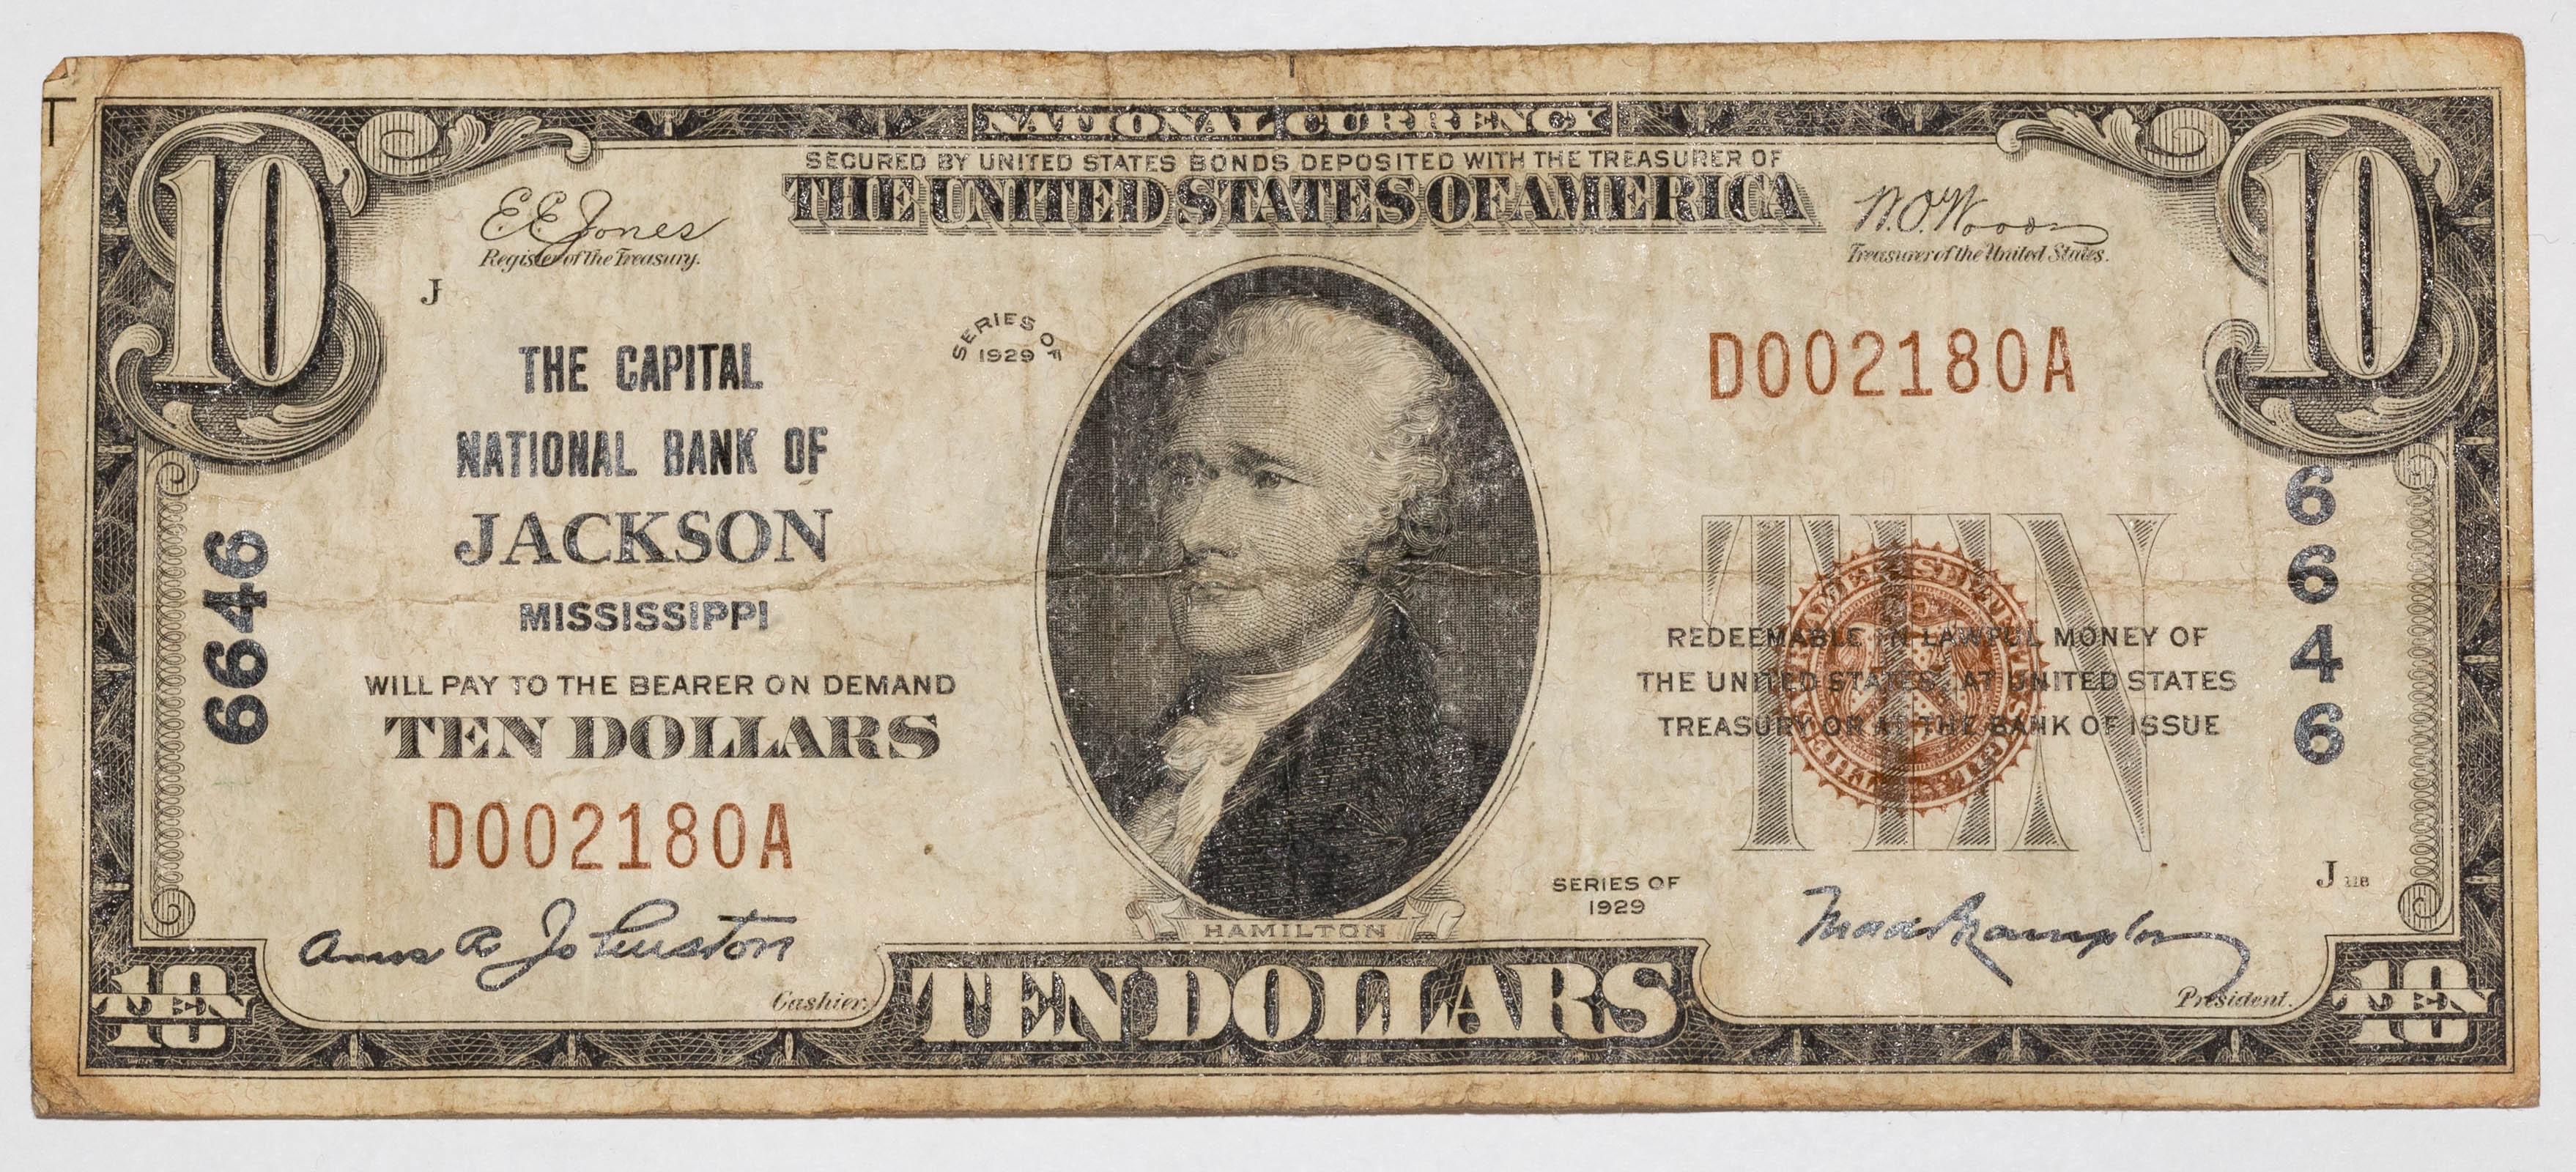 NATIONAL CURRENCY
SECURED BY UNITED STATES BONDS DEPOSITED WITH THE TREASURER OF
THE UNITED STATES OF AMERICA
10
10
E.E. Jones
Register of the Treasury.
W.O. Woods
Treasurer of the United States.
J
SERIES OF
1929
D002180A
THE CAPITAL
NATIONAL BANK OF
JACKSON
MISSISSIPPI
6646
6646
WILL PAY TO THE BEARER ON DEMAND
TEN DOLLARS
TEN
REDEEMABLE IN LAWFUL MONEY OF
THE UNITED STATES AT UNITED STATES
TREASURY OR AT THE BANK OF ISSUE
D002180A
SERIES OF
1929
J 11B
HAMILTON
Johnston
Cashier.
President.
10
TEN
TEN DOLLARS
10
TEN